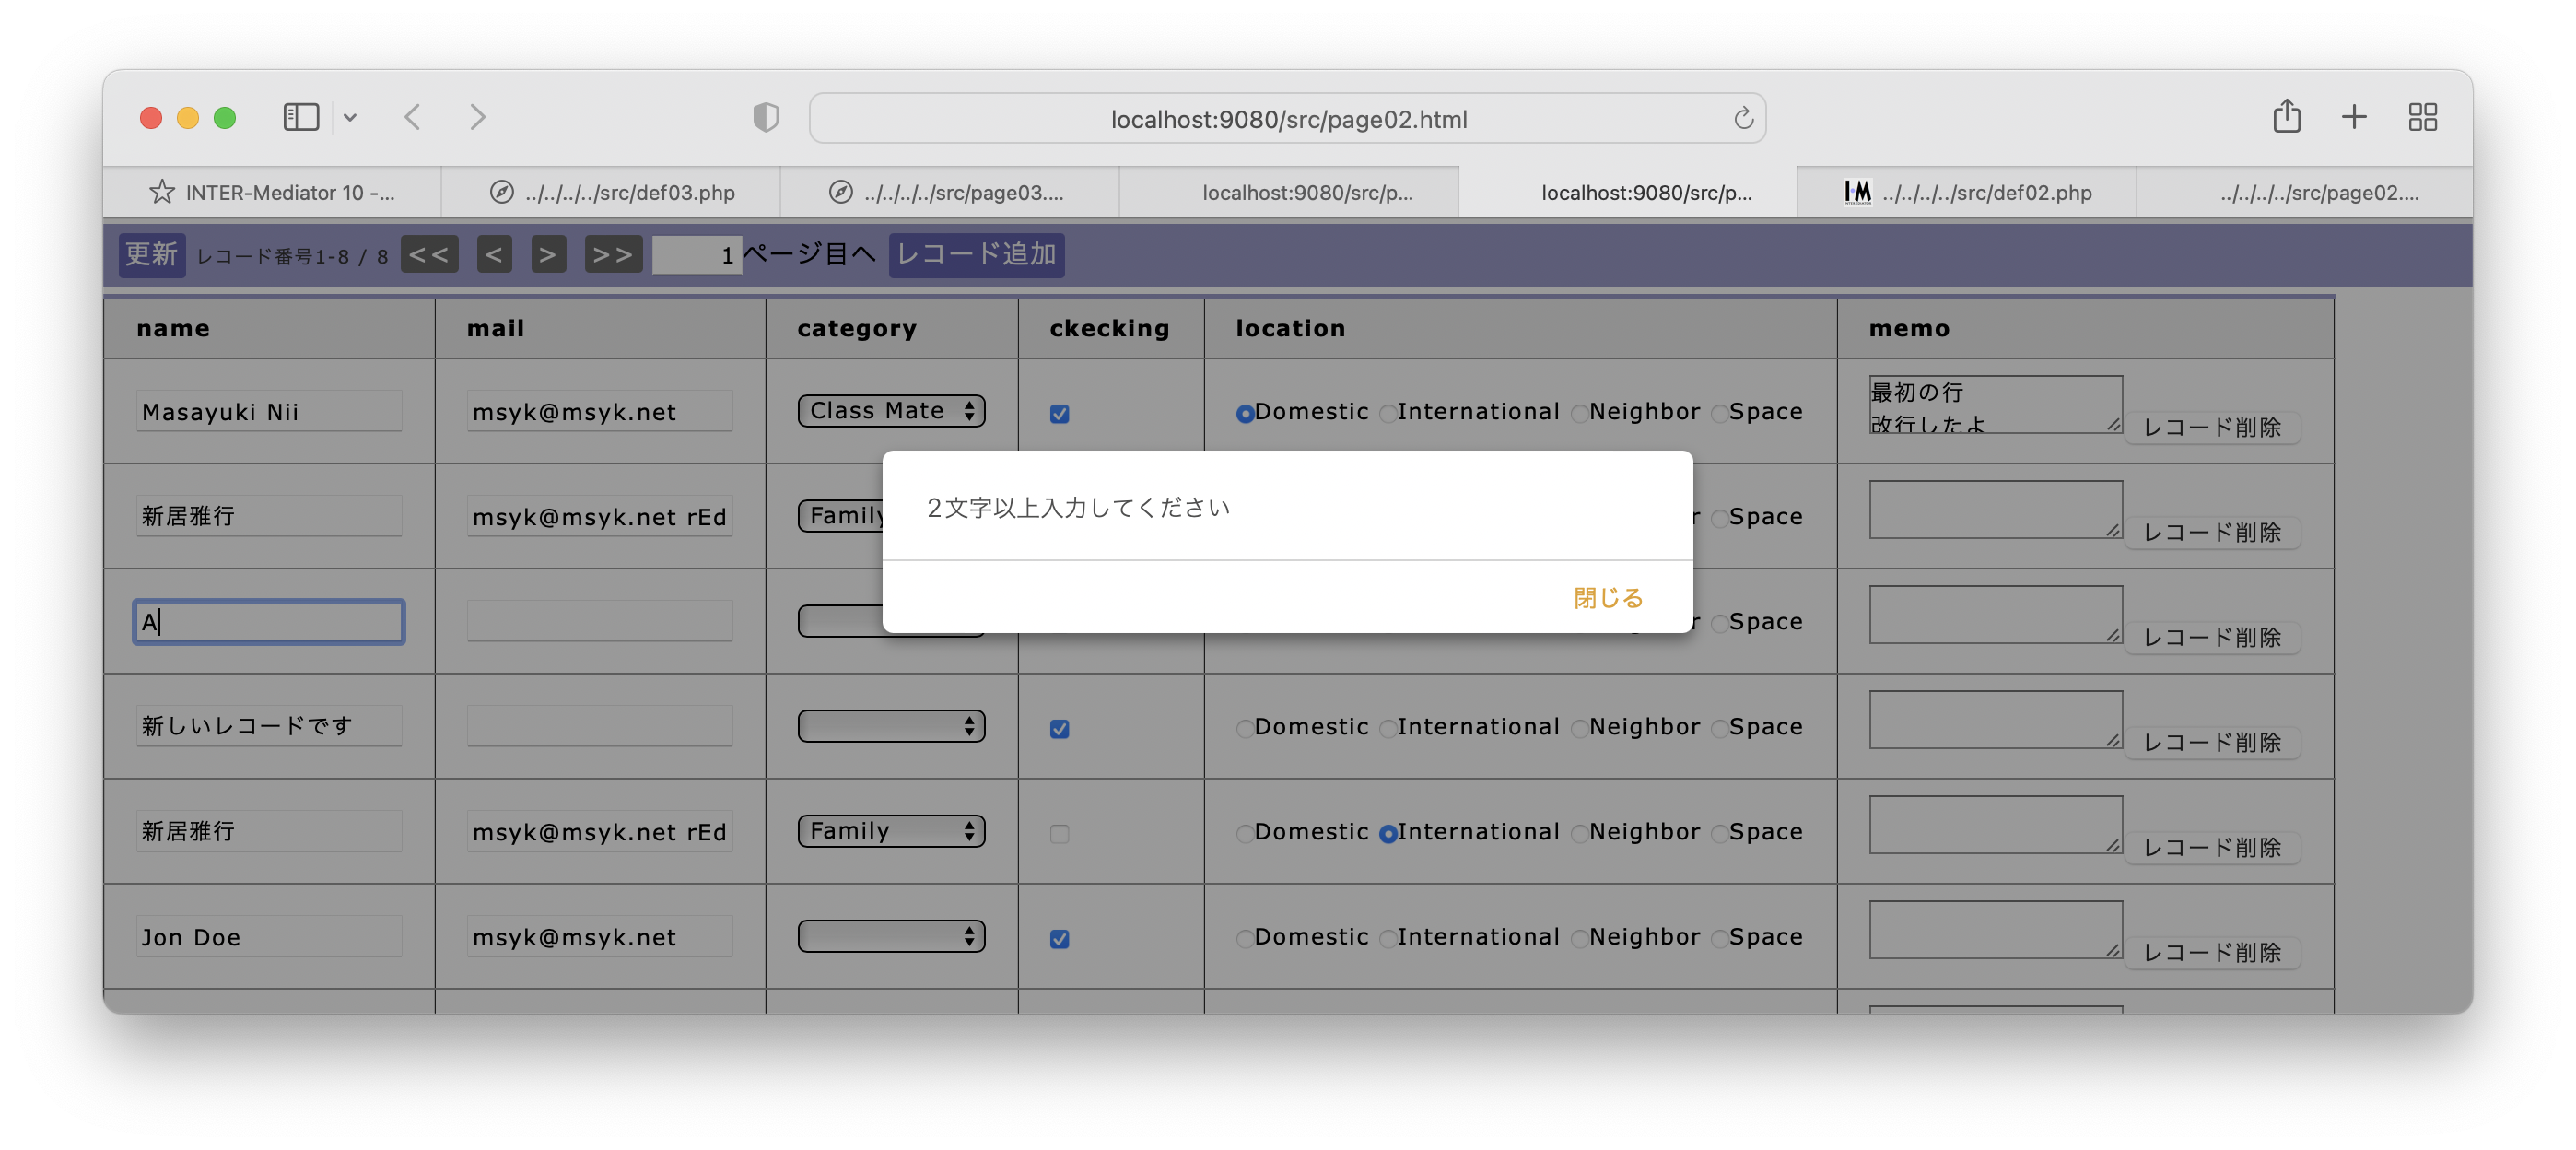 localhost:9080/src/page02.html
INTER-Mediator 10 -... ../../../../src/def03.php ../../../../src/page03.... localhost:9080/src/p... localhost:9080/src/p... ../../../../src/def02.php ../../../../src/page02....
更新 レコード番号1-8 / 8 << < > >> 1 ページ目へ レコード追加
name mail category ckecking location memo
Masayuki Nii msyk@msyk.net Class Mate Domestic International Neighbor Space 最初の行
改行したよ レコード削除
2文字以上入力してください
閉じる
新居雅行 msyk@msyk.net rEd Family r Space レコード削除
A r Space レコード削除
新しいレコードです Domestic International Neighbor Space レコード削除
新居雅行 msyk@msyk.net rEd Family Domestic International Neighbor Space レコード削除
Jon Doe msyk@msyk.net Domestic International Neighbor Space レコード削除